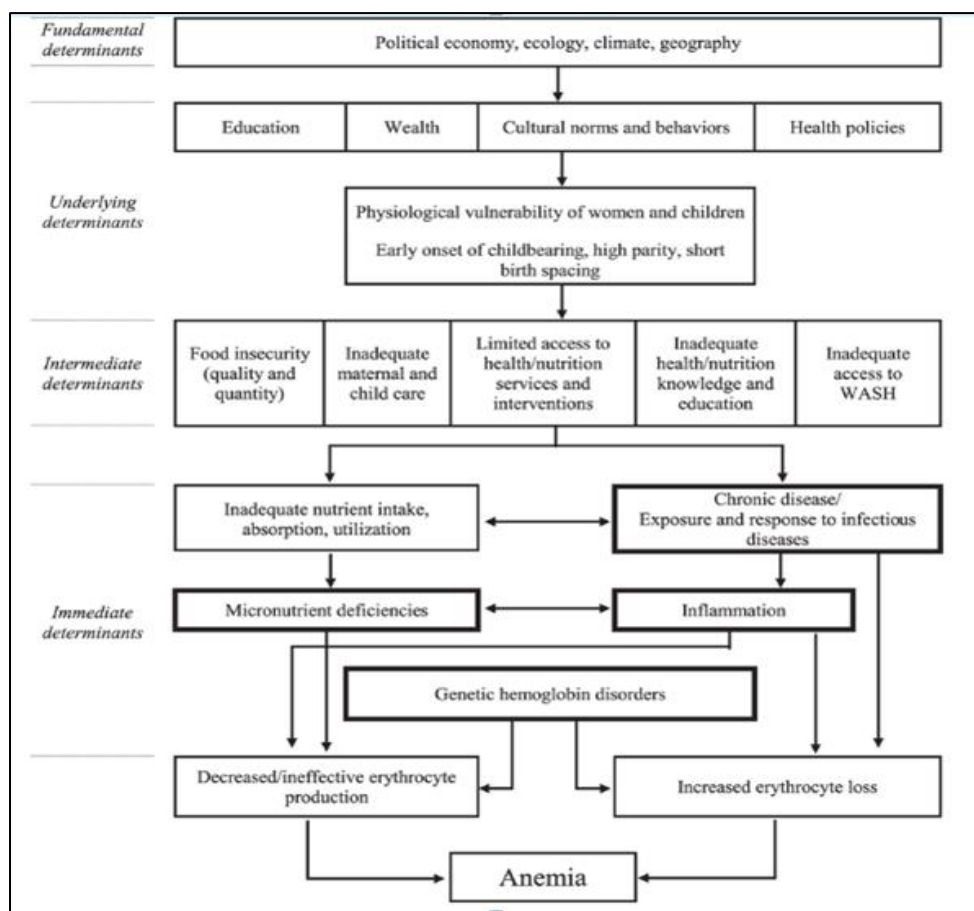 Fundamental
determinants
Political economy, ecology, climate, geography
Education
Wealth
Cultural norms and behaviors
Health policies
Underlying
determinants
Physiological vulnerability of women and children
Early onset of childbearing, high parity, short
birth spacing
Intermediate
determinants
Food insecurity
(quality and
quantity)
Inadequate
maternal and
child care
Limited access to
health/nutrition
services and
interventions
Inadequate
health/nutrition
knowledge and
education
Inadequate
access to
WASH
Inadequate nutrient intake,
absorption, utilization
Chronic disease/
Exposure and response to infectious
diseases
Immediate
determinants
Micronutrient deficiencies
Inflammation
Genetic hemoglobin disorders
Decreased/ineffective erythrocyte
production
Increased erythrocyte loss
Anemia